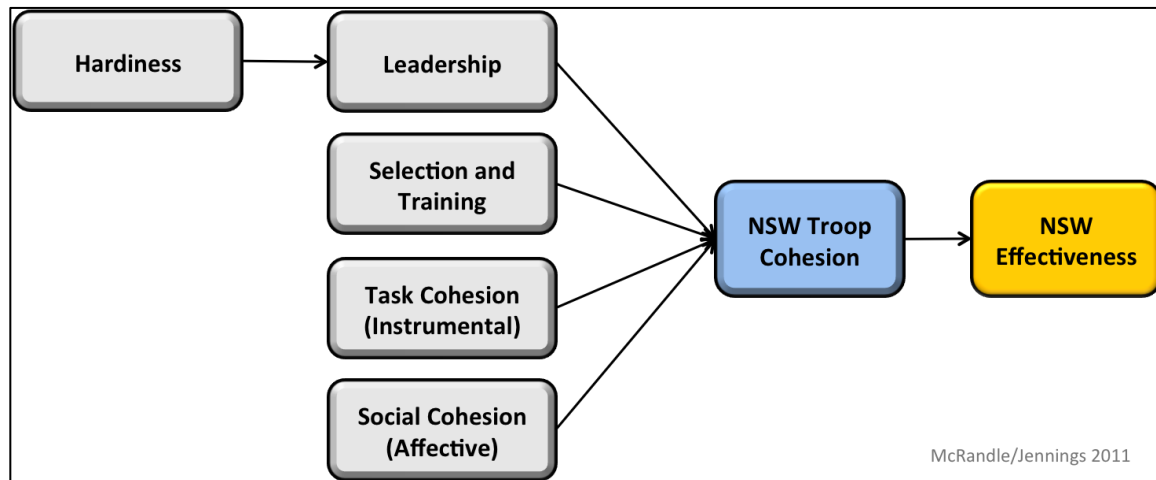 Hardiness
Leadership
Selection and
Training
Task Cohesion
(Instrumental)
Social Cohesion
(Affective)
NSW Troop
Cohesion
NSW
Effectiveness
McRandle/Jennings 2011